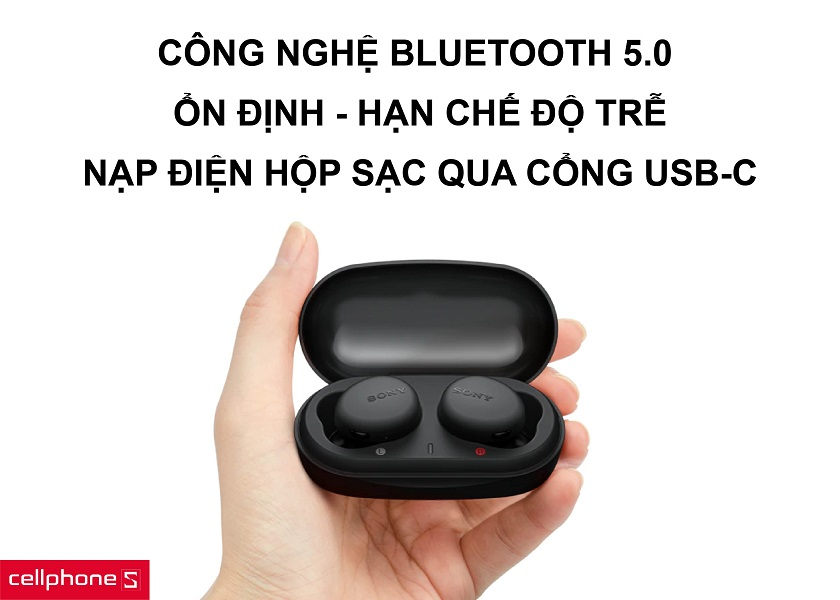 CÔNG NGHỆ BLUETOOTH 5.0
ỔN ĐỊNH - HẠN CHẾ ĐỘ TRỄ
NẠP ĐIỆN HỘP SẠC QUA CỔNG USB-C
SONY SONY
L R
cellphoneS